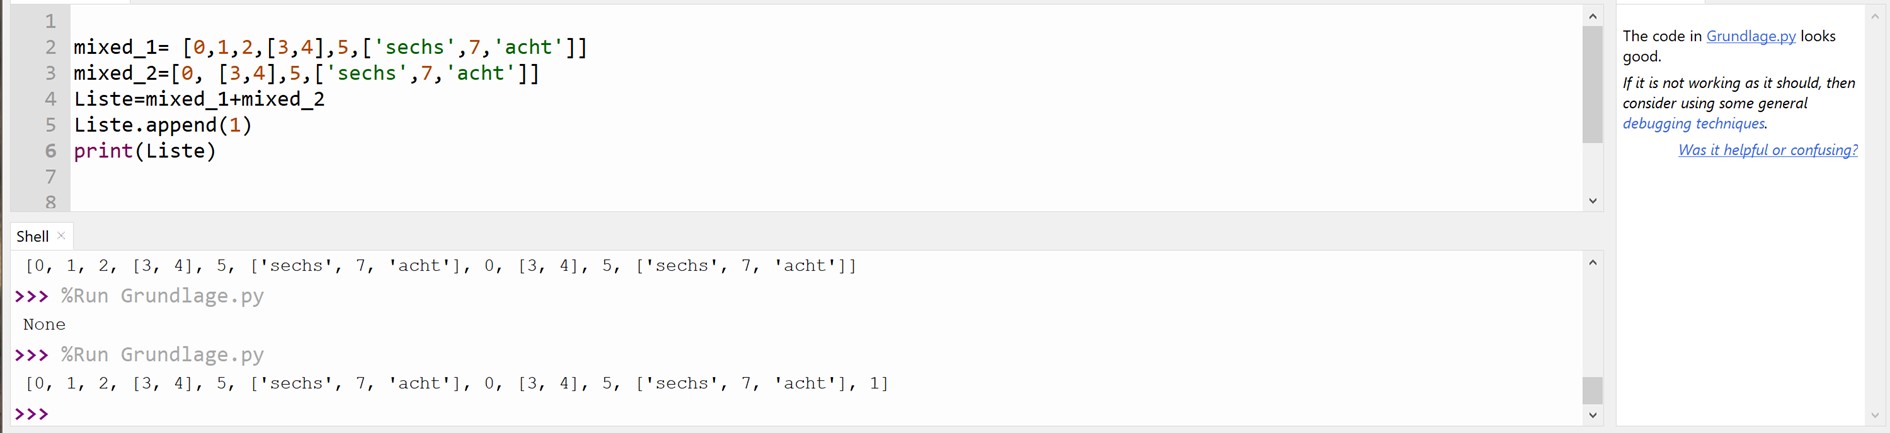 1
2 mixed_1= [0,1,2,[3,4],5,['sechs',7,'acht']]
3 mixed_2=[0, [3,4],5,['sechs',7,'acht']]
4 Liste=mixed_1+mixed_2
5 Liste.append(1)
6 print(Liste)
7
8
Shell ×
[0, 1, 2, [3, 4], 5, ['sechs', 7, 'acht'], 0, [3, 4], 5, ['sechs', 7, 'acht']]
>>> %Run Grundlage.py
None
>>> %Run Grundlage.py
[0, 1, 2, [3, 4], 5, ['sechs', 7, 'acht'], 0, [3, 4], 5, ['sechs', 7, 'acht'], 1]
>>>
The code in Grundlage.py looks
good.
If it is not working as it should, then
consider using some general
debugging techniques.
Was it helpful or confusing?